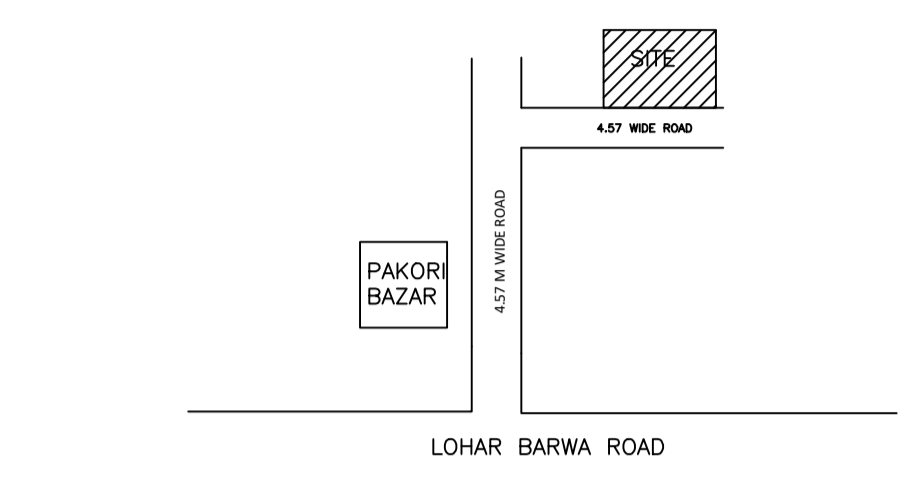 SITE
4.57 WIDE ROAD
4.57 M WIDE ROAD
PAKORI
BAZAR
LOHAR BARWA ROAD